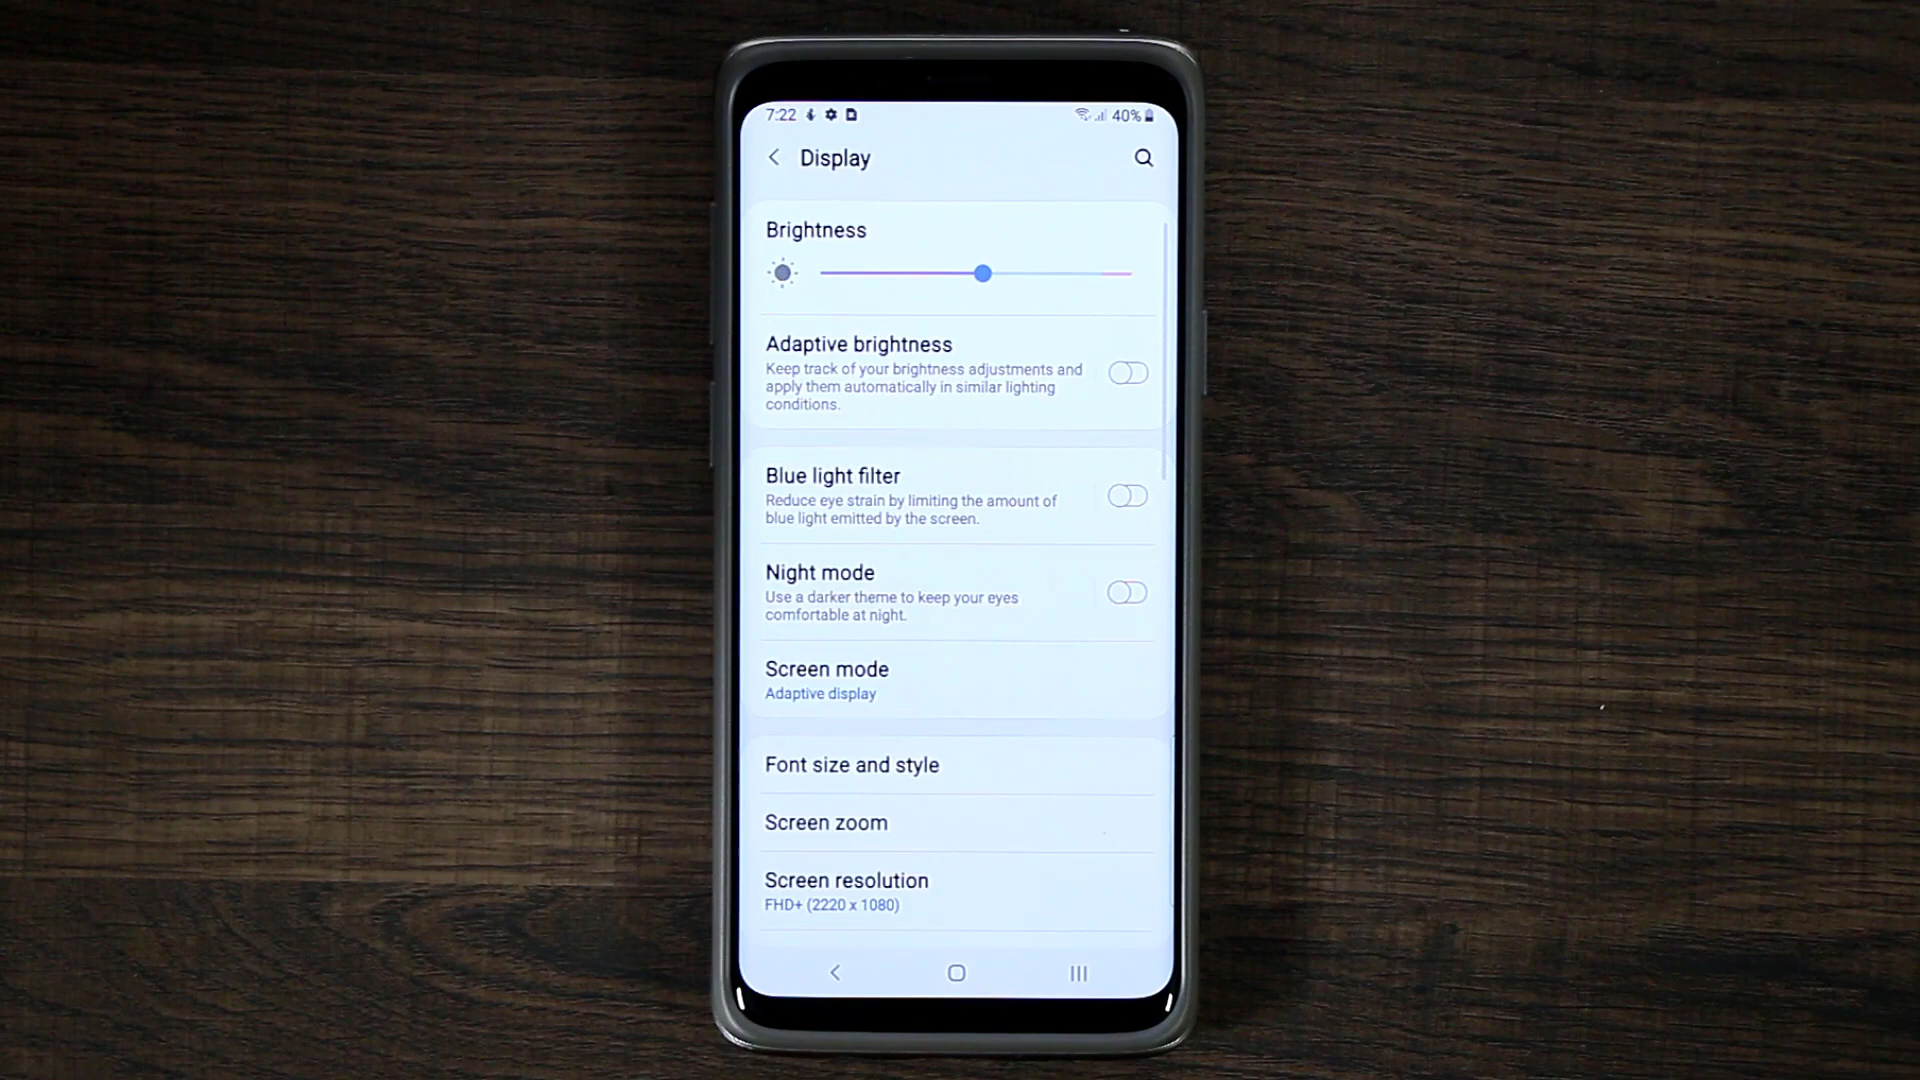 7:22 40%
Display
Brightness
Adaptive brightness
Keep track of your brightness adjustments and
apply them automatically in similar lighting
conditions.
Blue light filter
Reduce eye strain by limiting the amount of
blue light emitted by the screen.
Night mode
Use a darker theme to keep your eyes
comfortable at night.
Screen mode
Adaptive display
Font size and style
Screen zoom
Screen resolution
FHD+ (2220 x 1080)